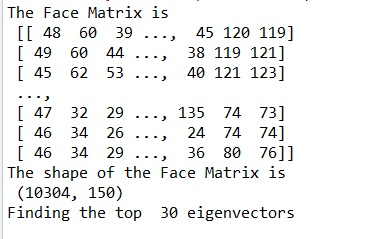 The Face Matrix is
[[ 48 60 39 ..., 45 120 119]
[ 49 60 44 ..., 38 119 121]
[ 45 62 53 ..., 40 121 123]
...,
[ 47 32 29 ..., 135 74 73]
[ 46 34 26 ..., 24 74 74]
[ 46 34 29 ..., 36 80 76]]
The shape of the Face Matrix is
(10304, 150)
Finding the top 30 eigenvectors